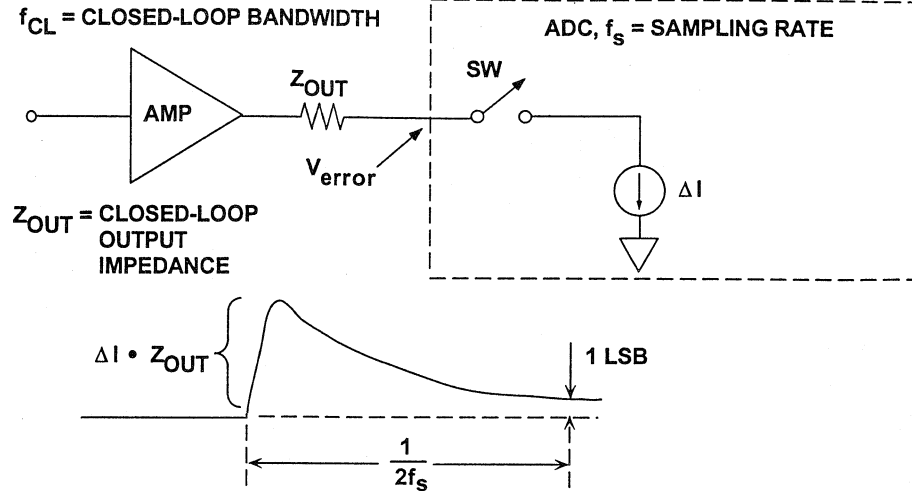 f_CL = CLOSED-LOOP BANDWIDTH
ADC, f_s = SAMPLING RATE
SW
Z_OUT
AMP
V_error
ΔI
Z_OUT = CLOSED-LOOP
OUTPUT
IMPEDANCE
ΔI • Z_OUT
1 LSB
1
2f_s